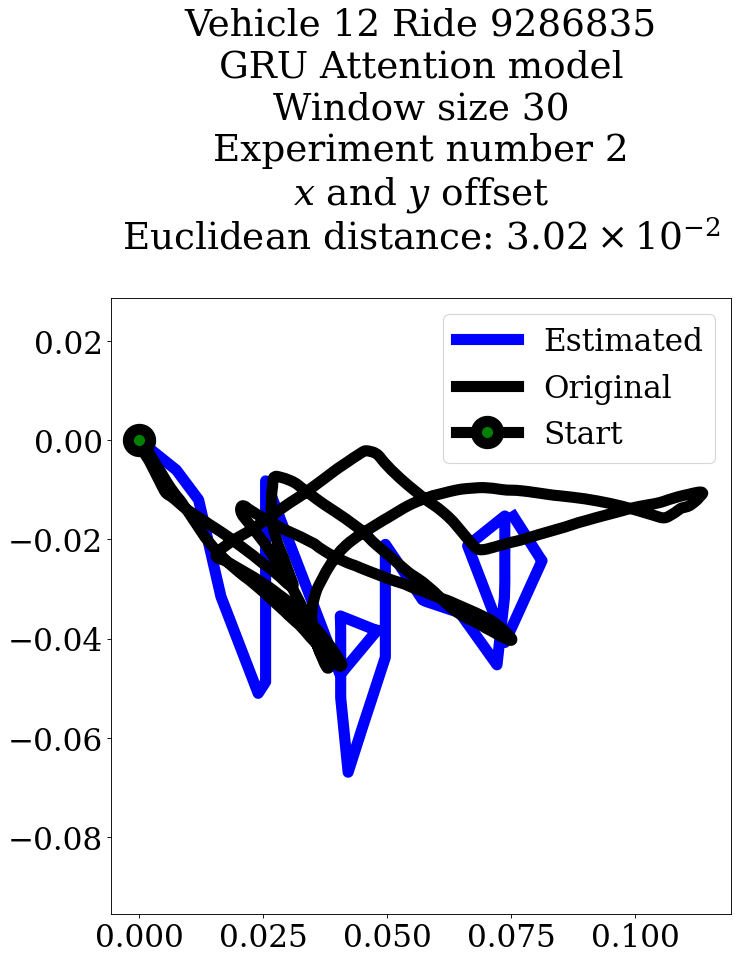 Vehicle 12 Ride 9286835
GRU Attention model
Window size 30
Experiment number 2
x and y offset
Euclidean distance: 3.02 × 10⁻²
Estimated
Original
Start
0.02
0.00
−0.02
−0.04
−0.06
−0.08
0.000 0.025 0.050 0.075 0.100